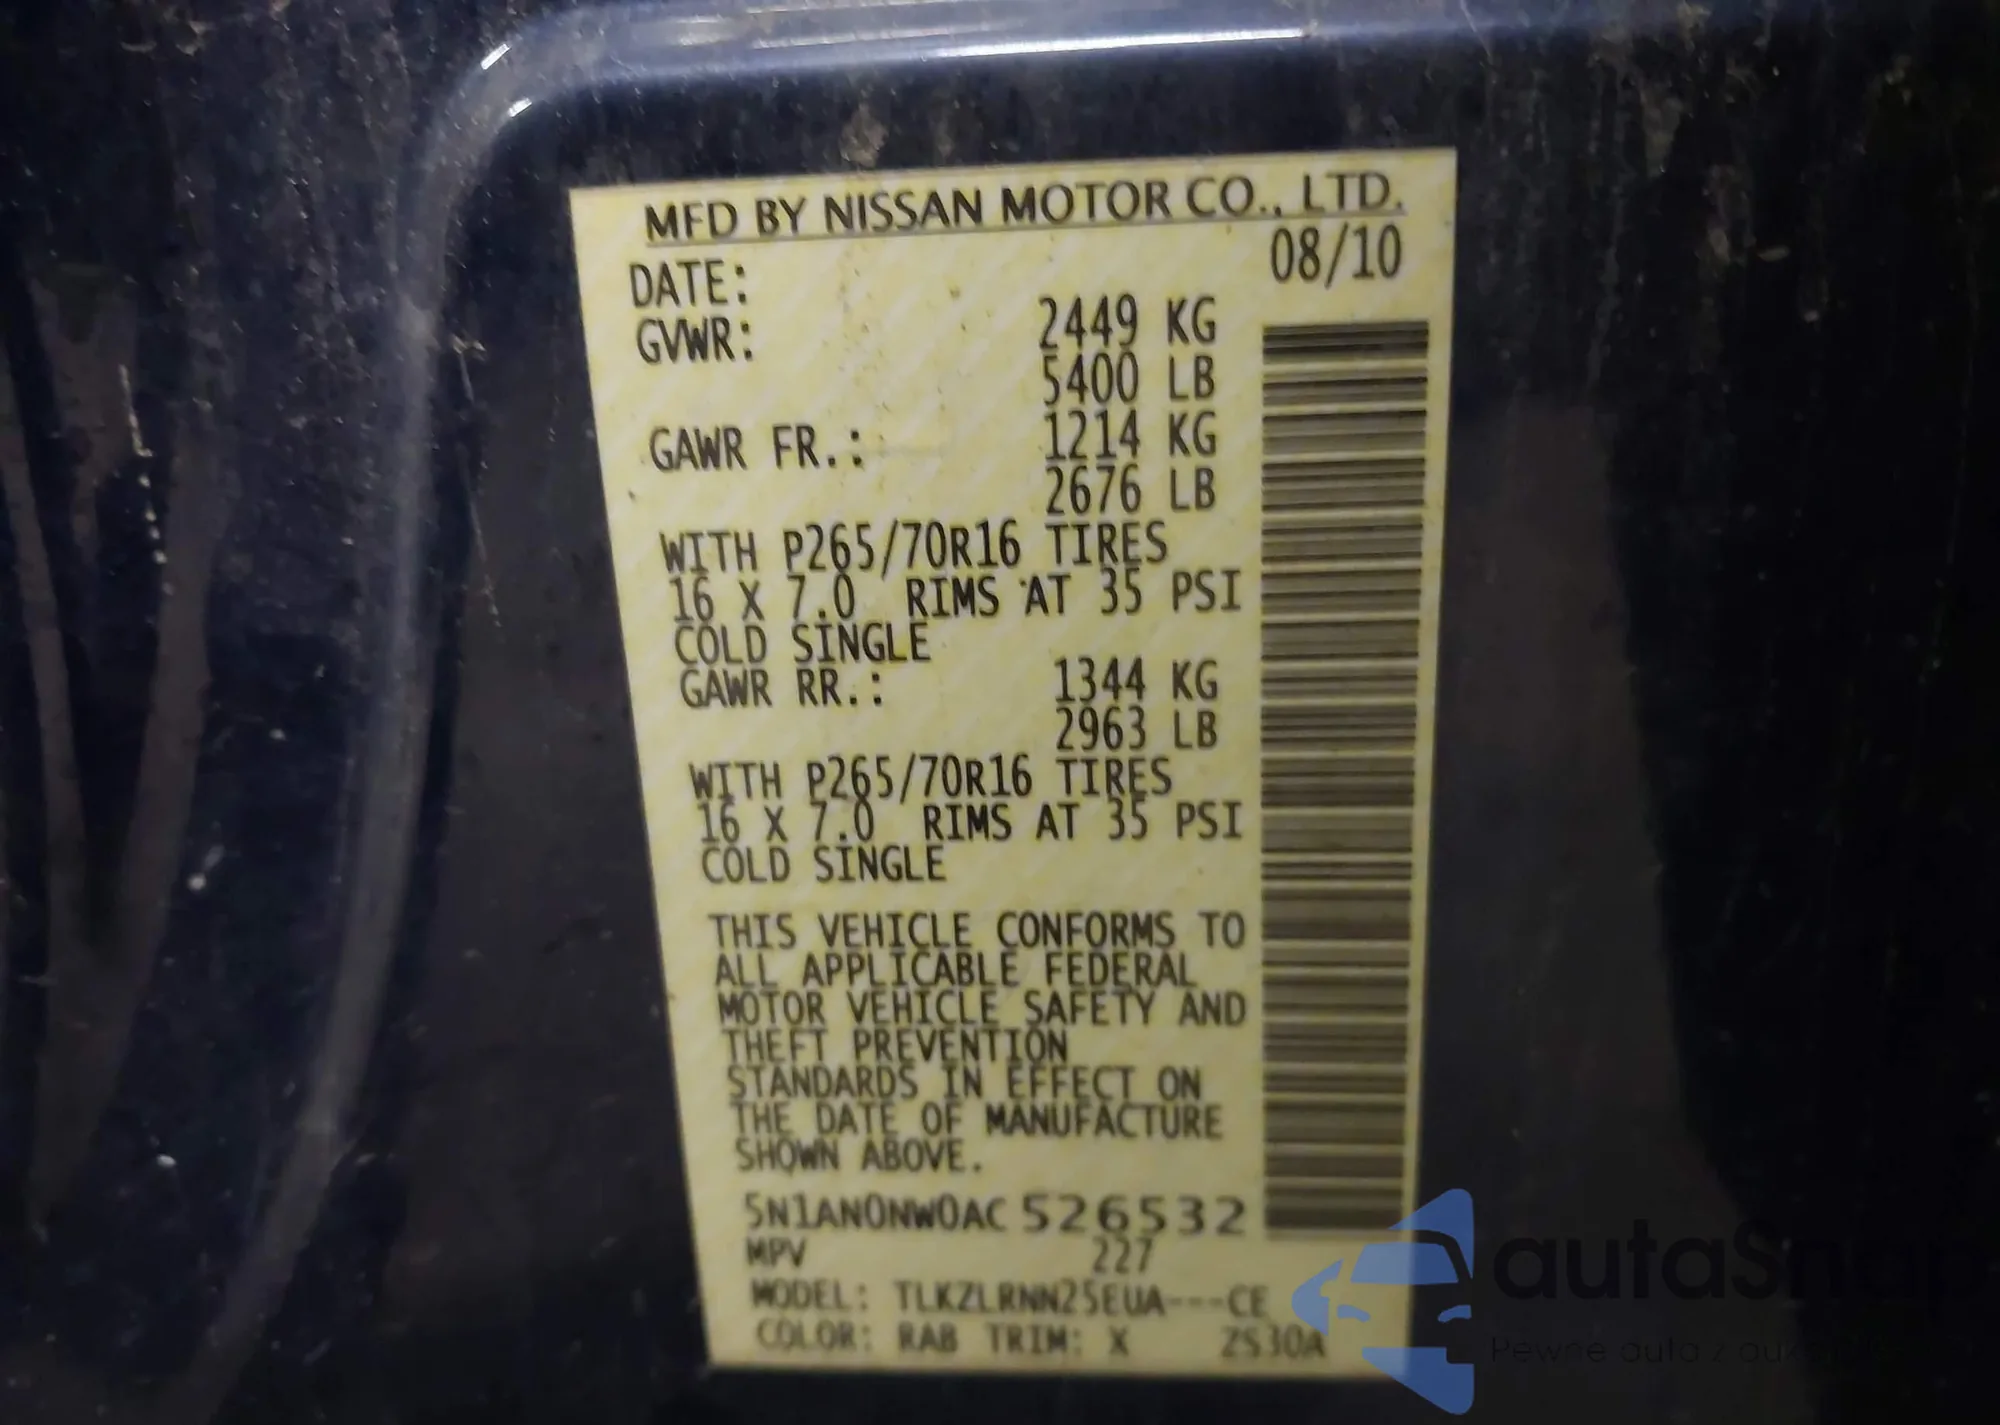 MFD BY NISSAN MOTOR CO., LTD.
DATE: 08/10
GVWR: 2449 KG
5400 LB
GAWR FR.: 1214 KG
2676 LB
WITH P265/70R16 TIRES
16 X 7.0 RIMS AT 35 PSI
COLD SINGLE
GAWR RR.: 1344 KG
2963 LB
WITH P265/70R16 TIRES
16 X 7.0 RIMS AT 35 PSI
COLD SINGLE
THIS VEHICLE CONFORMS TO
ALL APPLICABLE FEDERAL
MOTOR VEHICLE SAFETY AND
THEFT PREVENTION
STANDARDS IN EFFECT ON
THE DATE OF MANUFACTURE
SHOWN ABOVE.
5N1AN0NW0AC526532
MPV 227
MODEL: TLKZLRNN25EUA---CE
COLOR: RAB TRIM: X ZS30A
autaSnap
Pewne auta z